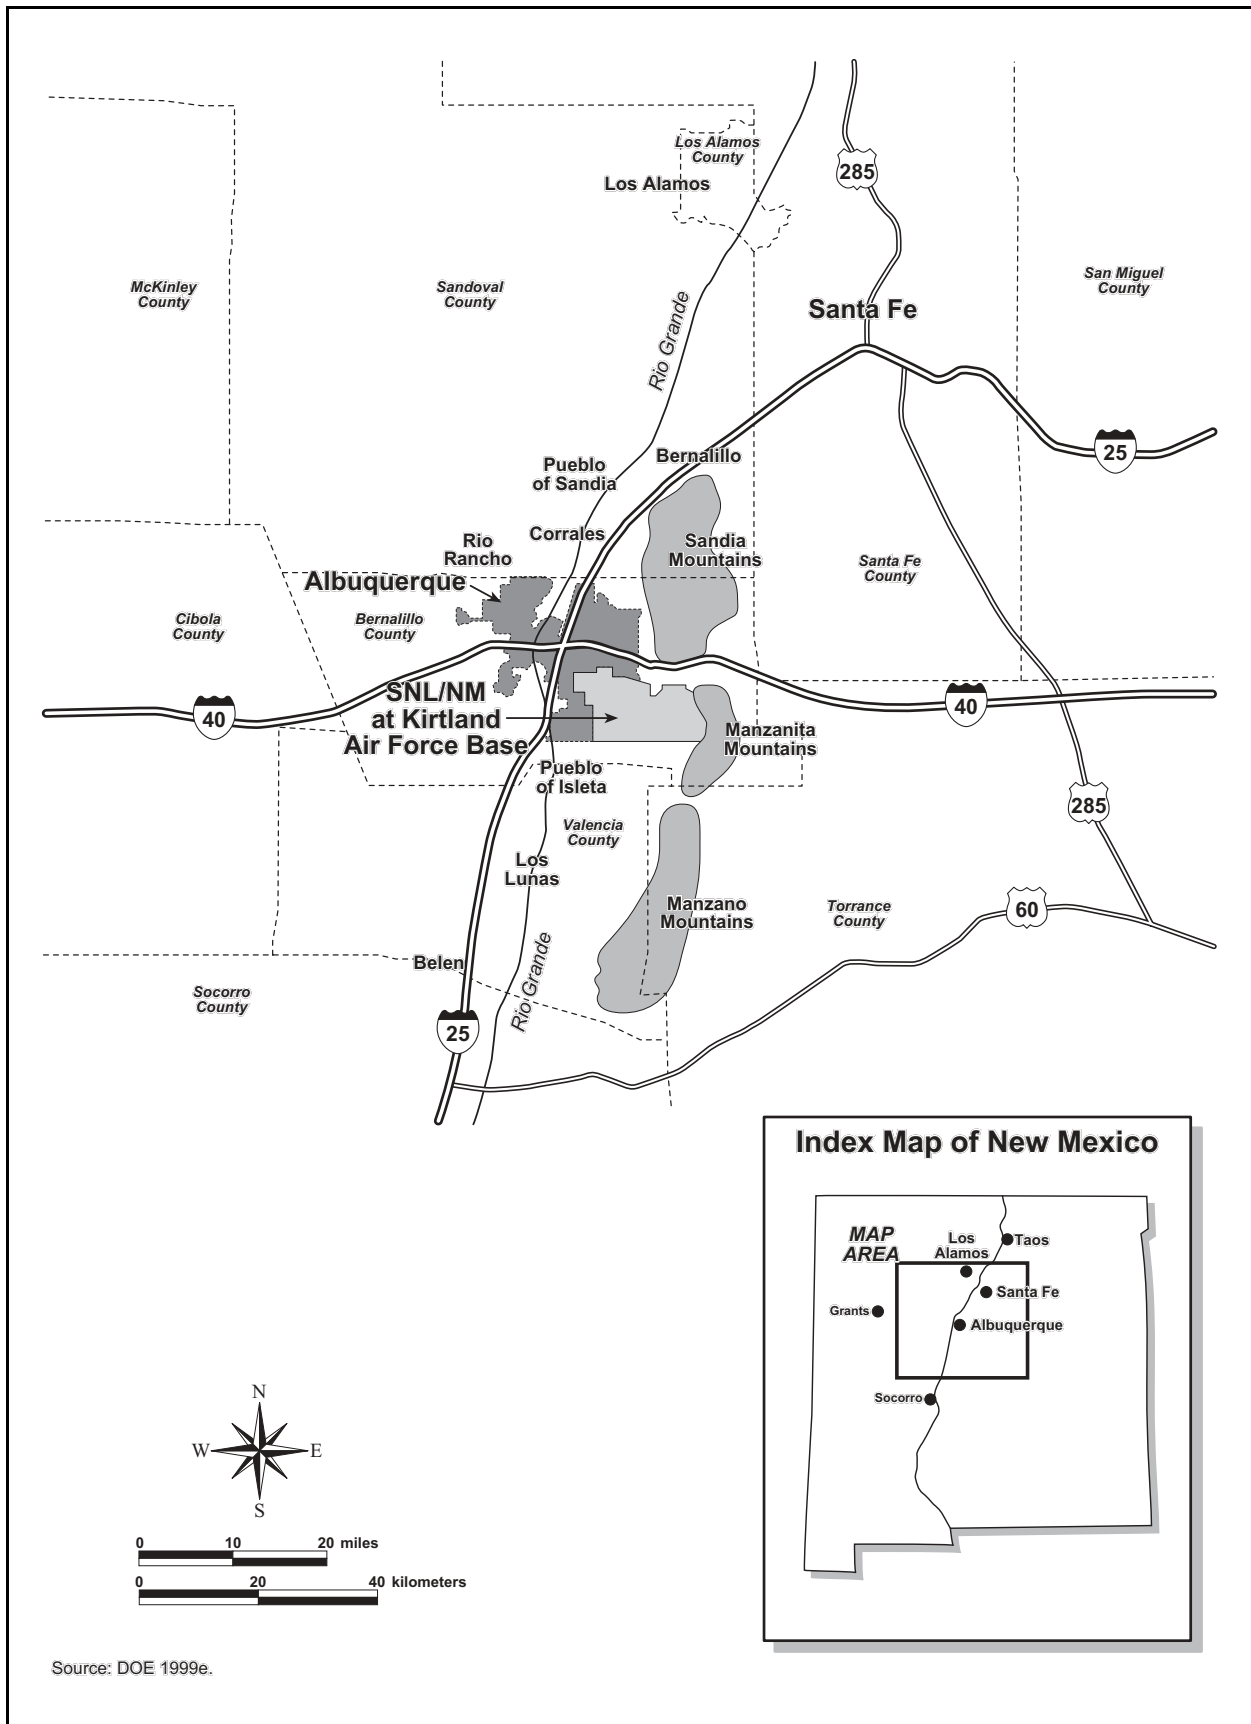 Los Alamos
County
Los Alamos
285
McKinley
County
Sandoval
County
San Miguel
County
Rio Grande
Santa Fe
25
Bernalillo
Pueblo
of Sandia
Corrales
Rio
Rancho
Sandia
Mountains
Santa Fe
County
Albuquerque
Cibola
County
Bernalillo
County
SNL/NM
at Kirtland
Air Force Base
40
40
Manzanita
Mountains
Pueblo
of Isleta
285
Valencia
County
Los
Lunas
Manzano
Mountains
Torrance
County
60
Belen
Rio Grande
Socorro
County
25
Index Map of New Mexico
MAP
AREA
Los
Alamos
Taos
Santa Fe
Grants
Albuquerque
Socorro
N
W
E
S
0 10 20 miles
0 20 40 kilometers
Source: DOE 1999e.